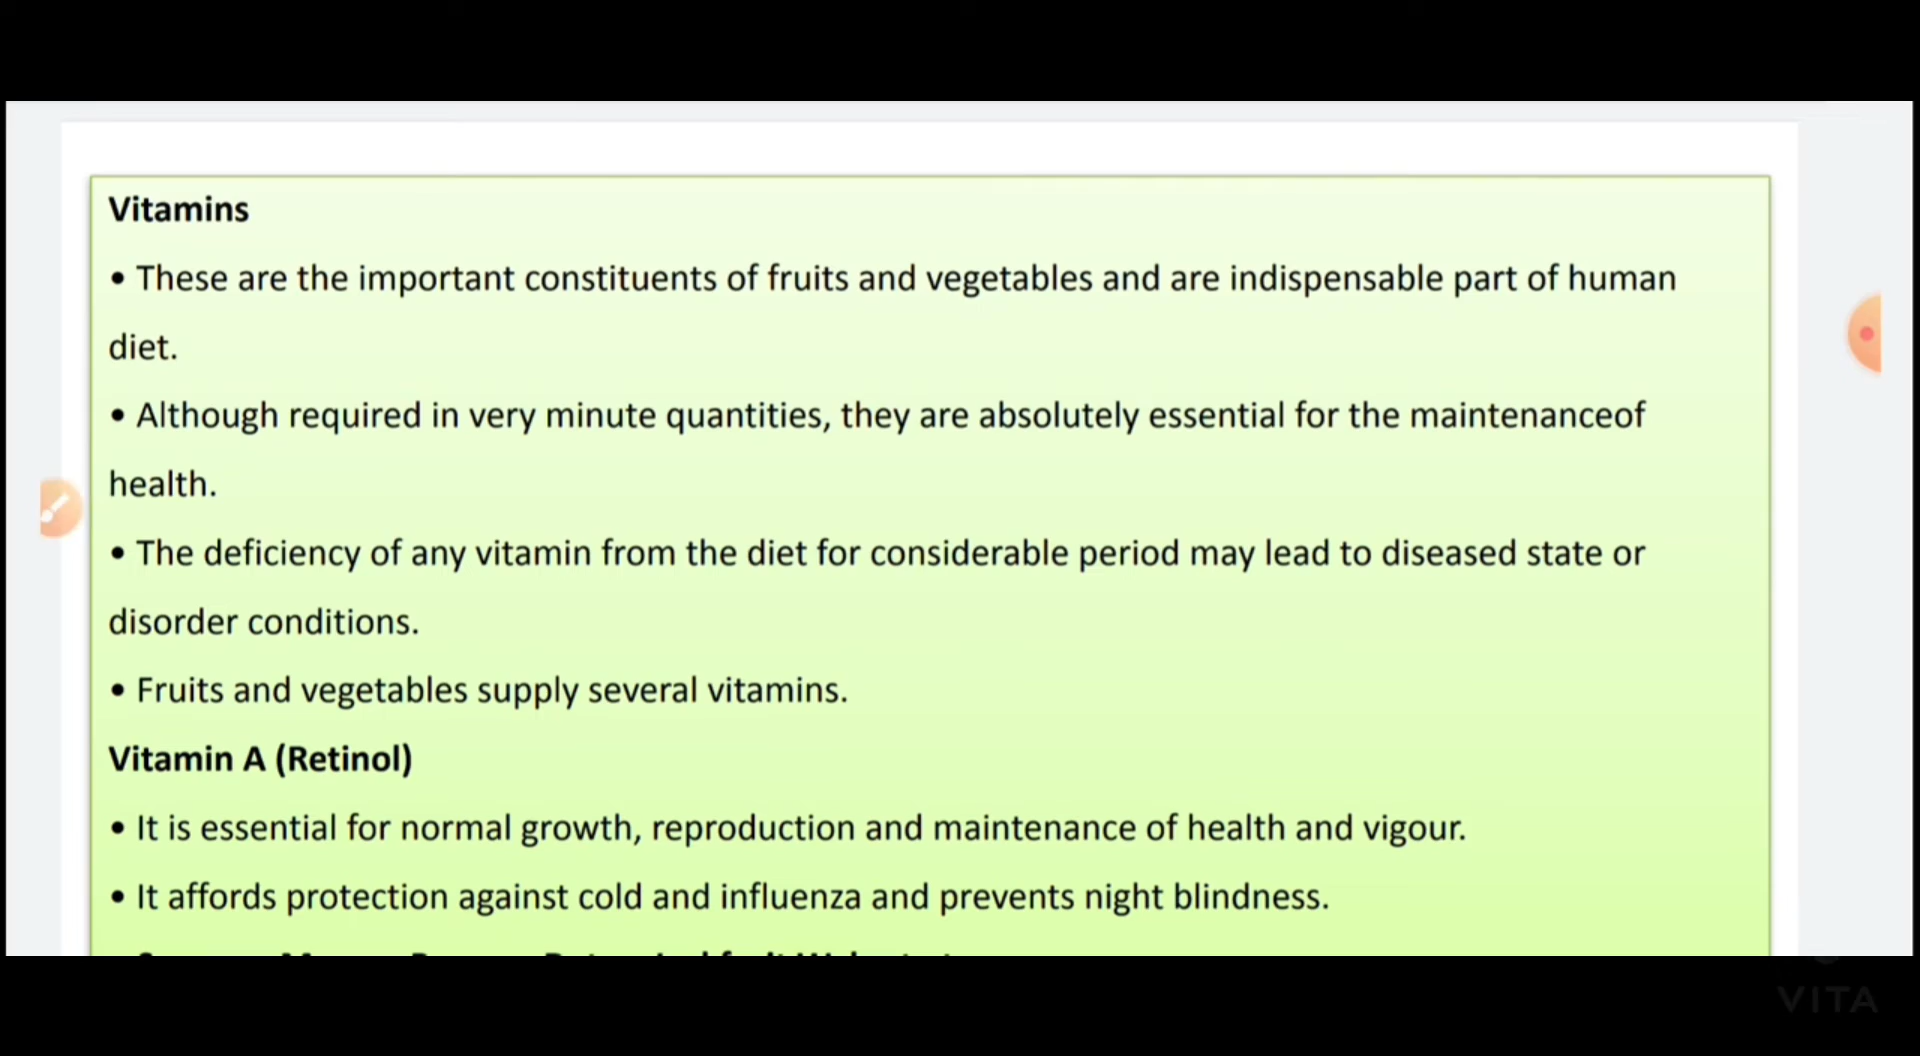 Vitamins
• These are the important constituents of fruits and vegetables and are indispensable part of human
diet.
• Although required in very minute quantities, they are absolutely essential for the maintenanceof
health.
• The deficiency of any vitamin from the diet for considerable period may lead to diseased state or
disorder conditions.
• Fruits and vegetables supply several vitamins.
Vitamin A (Retinol)
• It is essential for normal growth, reproduction and maintenance of health and vigour.
• It affords protection against cold and influenza and prevents night blindness.
VITA